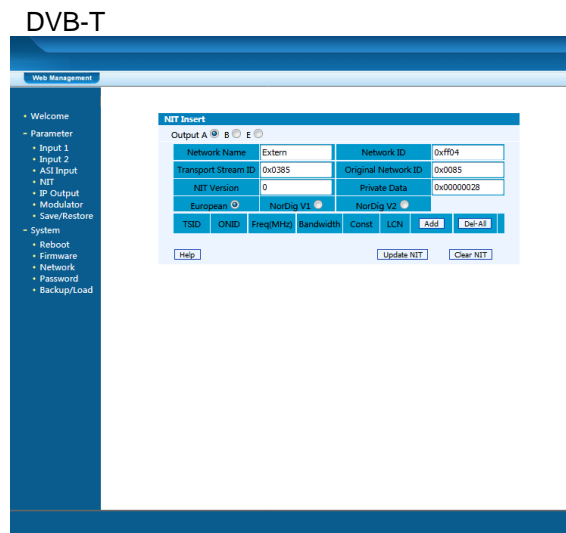 DVB-T
Web Management
• Welcome
- Parameter
• Input 1
• Input 2
• ASI Input
• NIT
• IP Output
• Modulator
• Save/Restore
- System
• Reboot
• Firmware
• Network
• Password
• Backup/Load
NIT Insert
Output A B E
Network Name Extern Network ID 0xff04
Transport Stream ID 0x0385 Original Network ID 0x0085
NIT Version 0 Private Data 0x00000028
European NorDig V1 NorDig V2
TSID ONID Freq(MHz) Bandwidth Const LCN Add Del-All
Help Update NIT Clear NIT